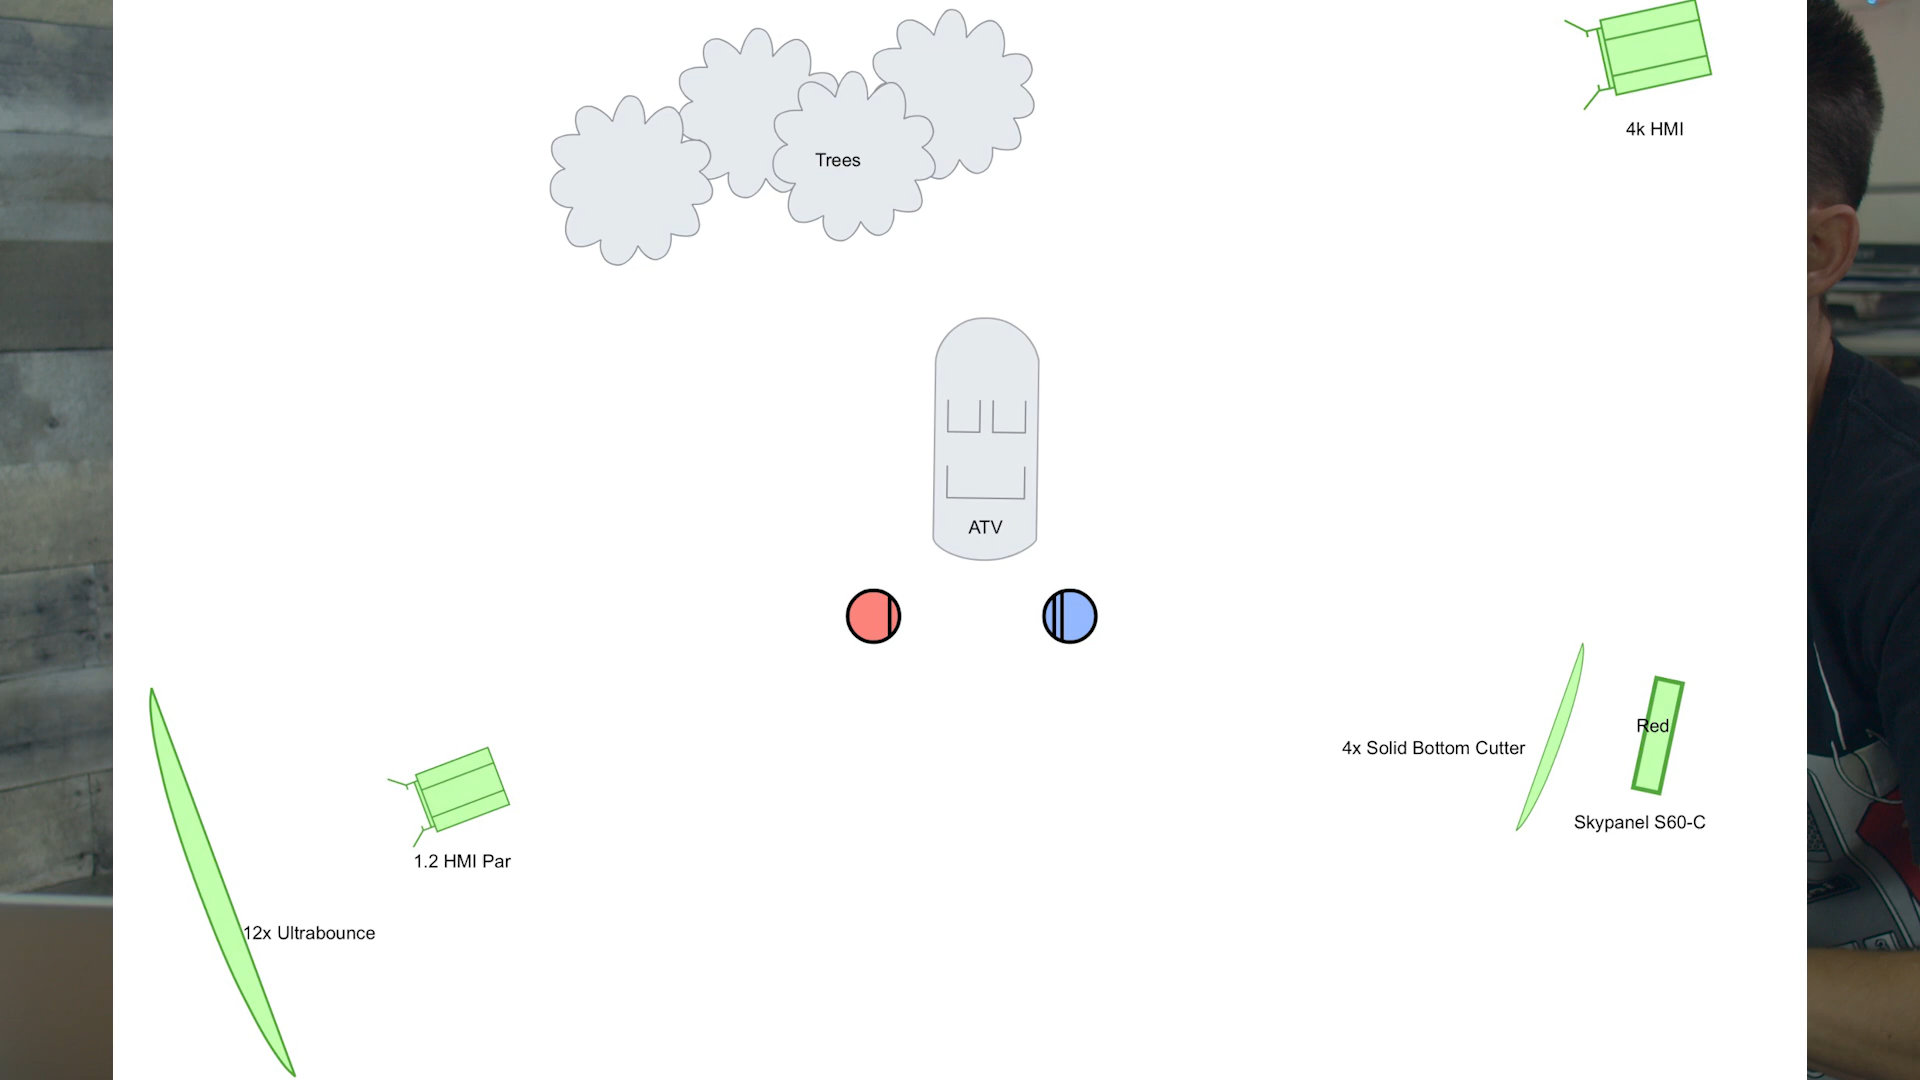 4k HMI
Trees
ATV
Red
4x Solid Bottom Cutter
Skypanel S60-C
1.2 HMI Par
12x Ultrabounce